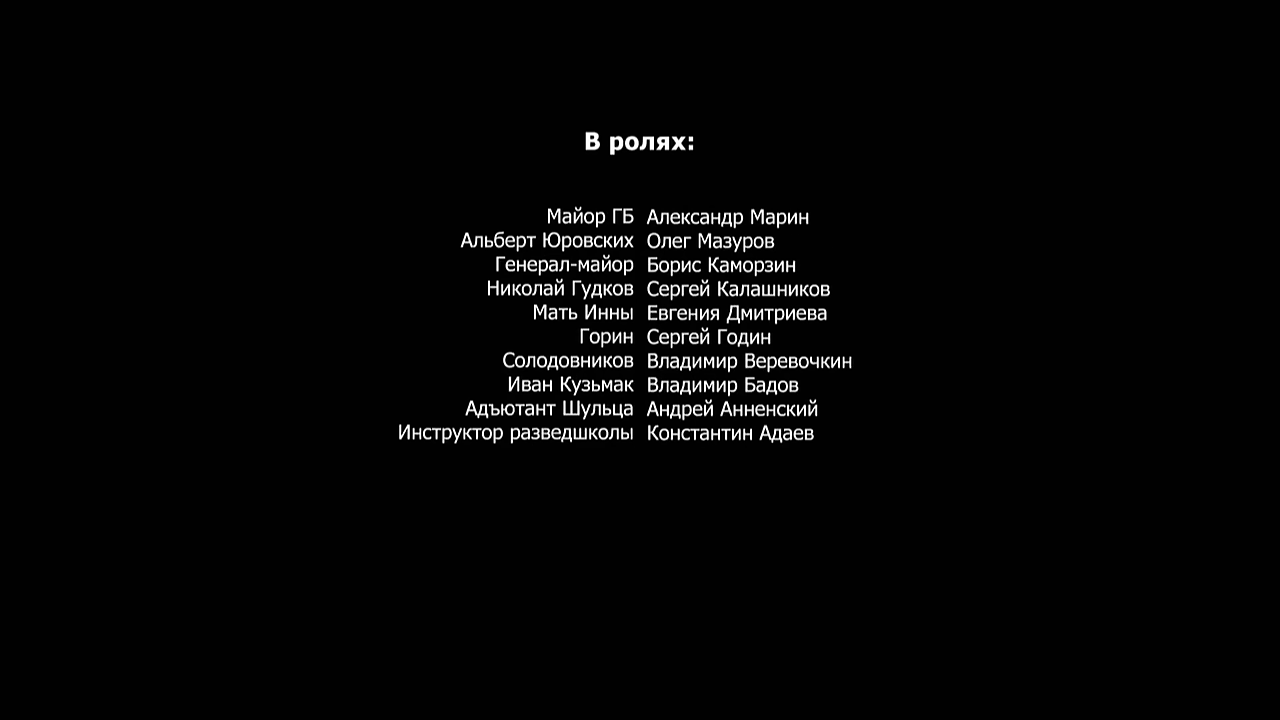 В ролях:
Майор ГБ Александр Марин
Альберт Юровских Олег Мазуров
Генерал-майор Борис Каморзин
Николай Гудков Сергей Калашников
Мать Инны Евгения Дмитриева
Горин Сергей Годин
Солодовников Владимир Веревочкин
Иван Кузьмак Владимир Бадов
Адъютант Шульца Андрей Анненский
Инструктор разведшколы Константин Адаев